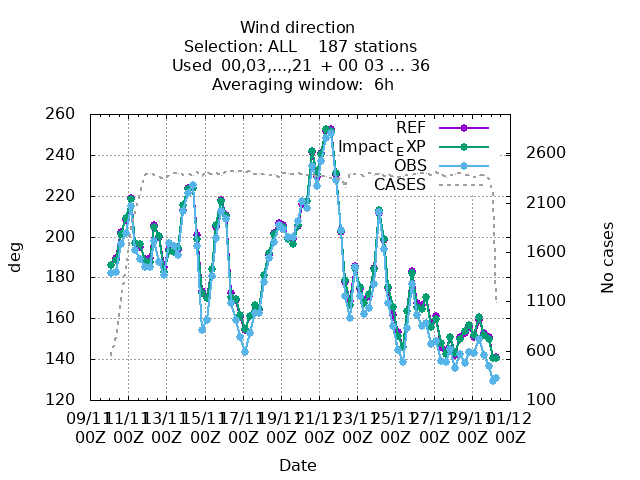 Wind direction
Selection: ALL    187 stations
Used  00,03,...,21  + 00 03 ... 36
Averaging window:  6h
260
240
220
200
180
160
140
120
deg
REF
Impact_EXP
OBS
CASES
2600
2100
1600
1100
600
100
No cases
09/11 11/11 13/11 15/11 17/11 19/11 21/11 23/11 25/11 27/11 29/11 01/12
00Z 00Z 00Z 00Z 00Z 00Z 00Z 00Z 00Z 00Z 00Z 00Z
Date